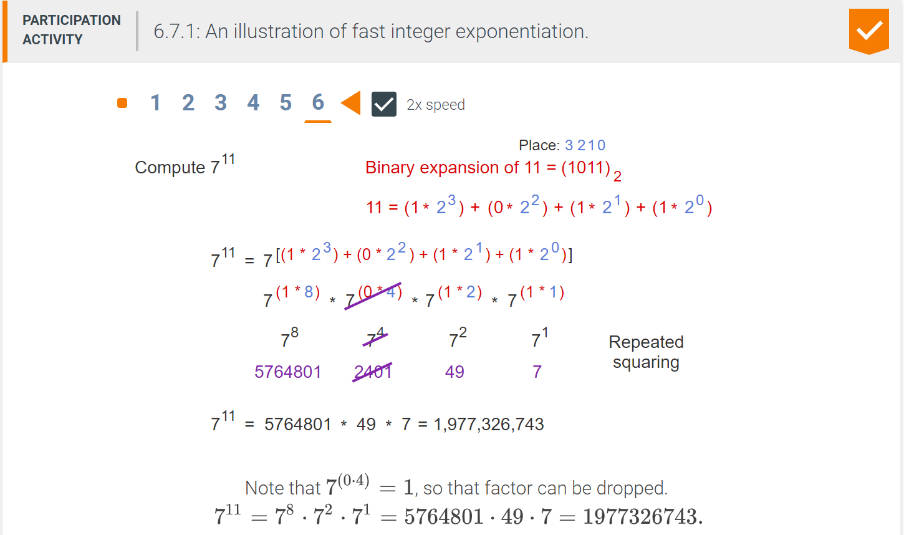 PARTICIPATION ACTIVITY
6.7.1: An illustration of fast integer exponentiation.
1 2 3 4 5 6 2x speed
Place: 3 2 1 0
Compute 7^11
Binary expansion of 11 = (1011)_2
11 = (1 * 2^3) + (0 * 2^2) + (1 * 2^1) + (1 * 2^0)
7^11 = 7^[(1 * 2^3) + (0 * 2^2) + (1 * 2^1) + (1 * 2^0)]
7^(1 * 8) * 7^(0 * 4) * 7^(1 * 2) * 7^(1 * 1)
7^8 7^4 7^2 7^1
Repeated squaring
5764801 2401 49 7
7^11 = 5764801 * 49 * 7 = 1,977,326,743
Note that 7^(0·4) = 1, so that factor can be dropped.
7^11 = 7^8 · 7^2 · 7^1 = 5764801 · 49 · 7 = 1977326743.